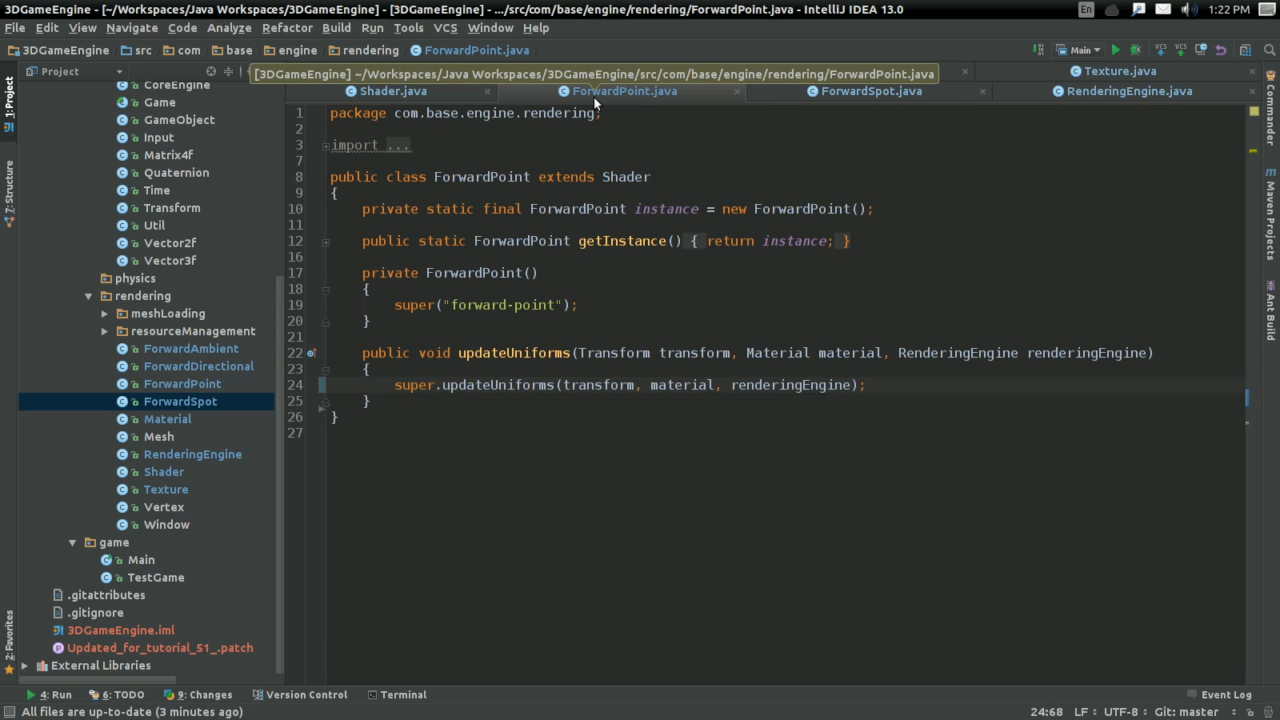 3DGameEngine - [~/Workspaces/Java Workspaces/3DGameEngine] - [3DGameEngine] - .../src/com/base/engine/rendering/ForwardPoint.java - IntelliJ IDEA 13.0
En
1:22 PM
File Edit View Navigate Code Analyze Refactor Build Run Tools VCS Window Help
3DGameEngine src com base engine rendering ForwardPoint.java
Main
Project
[3DGameEngine] ~/Workspaces/Java Workspaces/3DGameEngine/src/com/base/engine/rendering/ForwardPoint.java
Texture.java
Shader.java ForwardPoint.java ForwardSpot.java RenderingEngine.java
1: Project
7: Structure
2: Favorites
CoreEngine
Game
GameObject
Input
Matrix4f
Quaternion
Time
Transform
Util
Vector2f
Vector3f
physics
rendering
meshLoading
resourceManagement
ForwardAmbient
ForwardDirectional
ForwardPoint
ForwardSpot
Material
Mesh
RenderingEngine
Shader
Texture
Vertex
Window
game
Main
TestGame
.gitattributes
.gitignore
3DGameEngine.iml
Updated_for_tutorial_51_.patch
External Libraries
1 package com.base.engine.rendering;
2
3 import ...
7
8 public class ForwardPoint extends Shader
9 {
10 private static final ForwardPoint instance = new ForwardPoint();
11
12 public static ForwardPoint getInstance() { return instance; }
16
17 private ForwardPoint()
18 {
19 super("forward-point");
20 }
21
22 public void updateUniforms(Transform transform, Material material, RenderingEngine renderingEngine)
23 {
24 super.updateUniforms(transform, material, renderingEngine);
25 }
26 }
27
Commander
Maven Projects
Ant Build
4: Run 6: TODO 9: Changes Version Control Terminal Event Log
All files are up-to-date (3 minutes ago) 24:68 LF UTF-8 Git: master